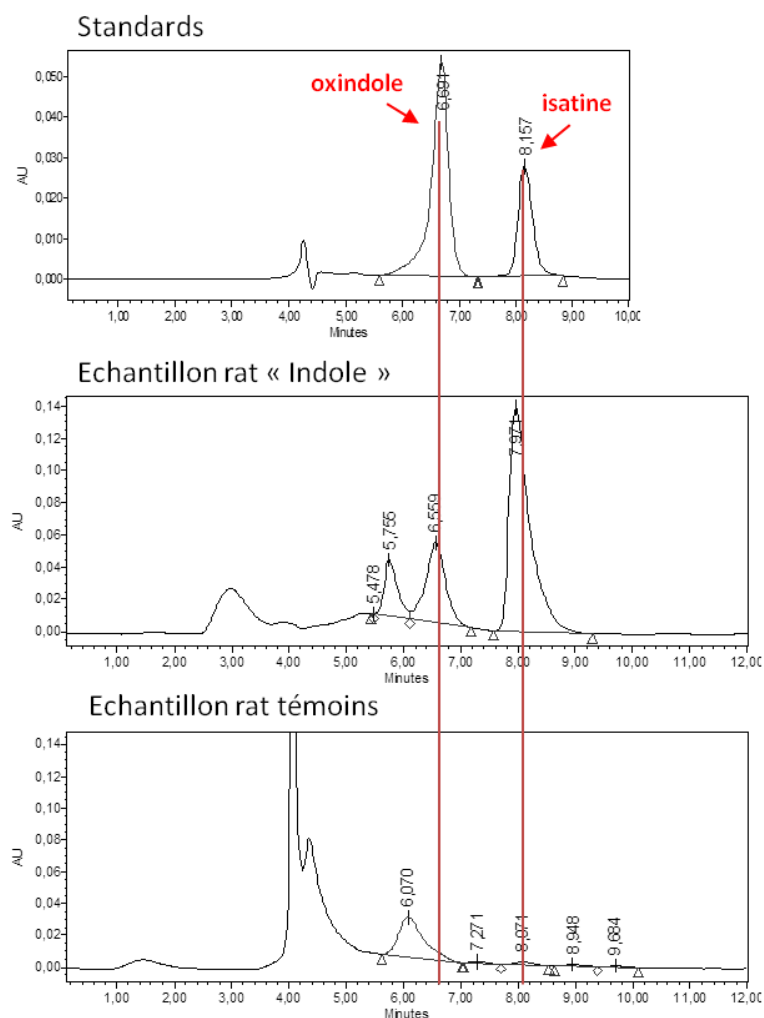 Standards
0,050
0,040
0,030
0,020
0,010
0,000
AU
oxindole
6,691
isatine
8,157
1,00 2,00 3,00 4,00 5,00 6,00 7,00 8,00 9,00 10,00
Minutes
Echantillon rat « Indole »
0,14
0,12
0,10
0,08
0,06
0,04
0,02
0,00
AU
5,478
5,755
6,559
7,971
1,00 2,00 3,00 4,00 5,00 6,00 7,00 8,00 9,00 10,00 11,00 12,00
Minutes
Echantillon rat témoins
0,14
0,12
0,10
0,08
0,06
0,04
0,02
0,00
AU
6,070
7,271
8,071
8,948
9,684
1,00 2,00 3,00 4,00 5,00 6,00 7,00 8,00 9,00 10,00 11,00 12,00
Minutes